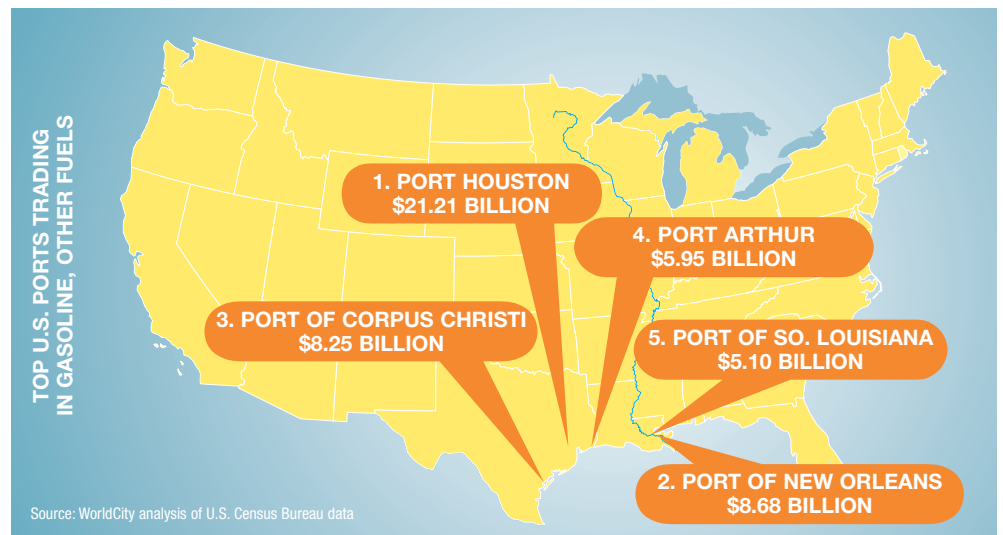 TOP U.S. PORTS TRADING
IN GASOLINE, OTHER FUELS
1. PORT HOUSTON
$21.21 BILLION
4. PORT ARTHUR
$5.95 BILLION
3. PORT OF CORPUS CHRISTI
$8.25 BILLION
5. PORT OF SO. LOUISIANA
$5.10 BILLION
2. PORT OF NEW ORLEANS
$8.68 BILLION
Source: WorldCity analysis of U.S. Census Bureau data